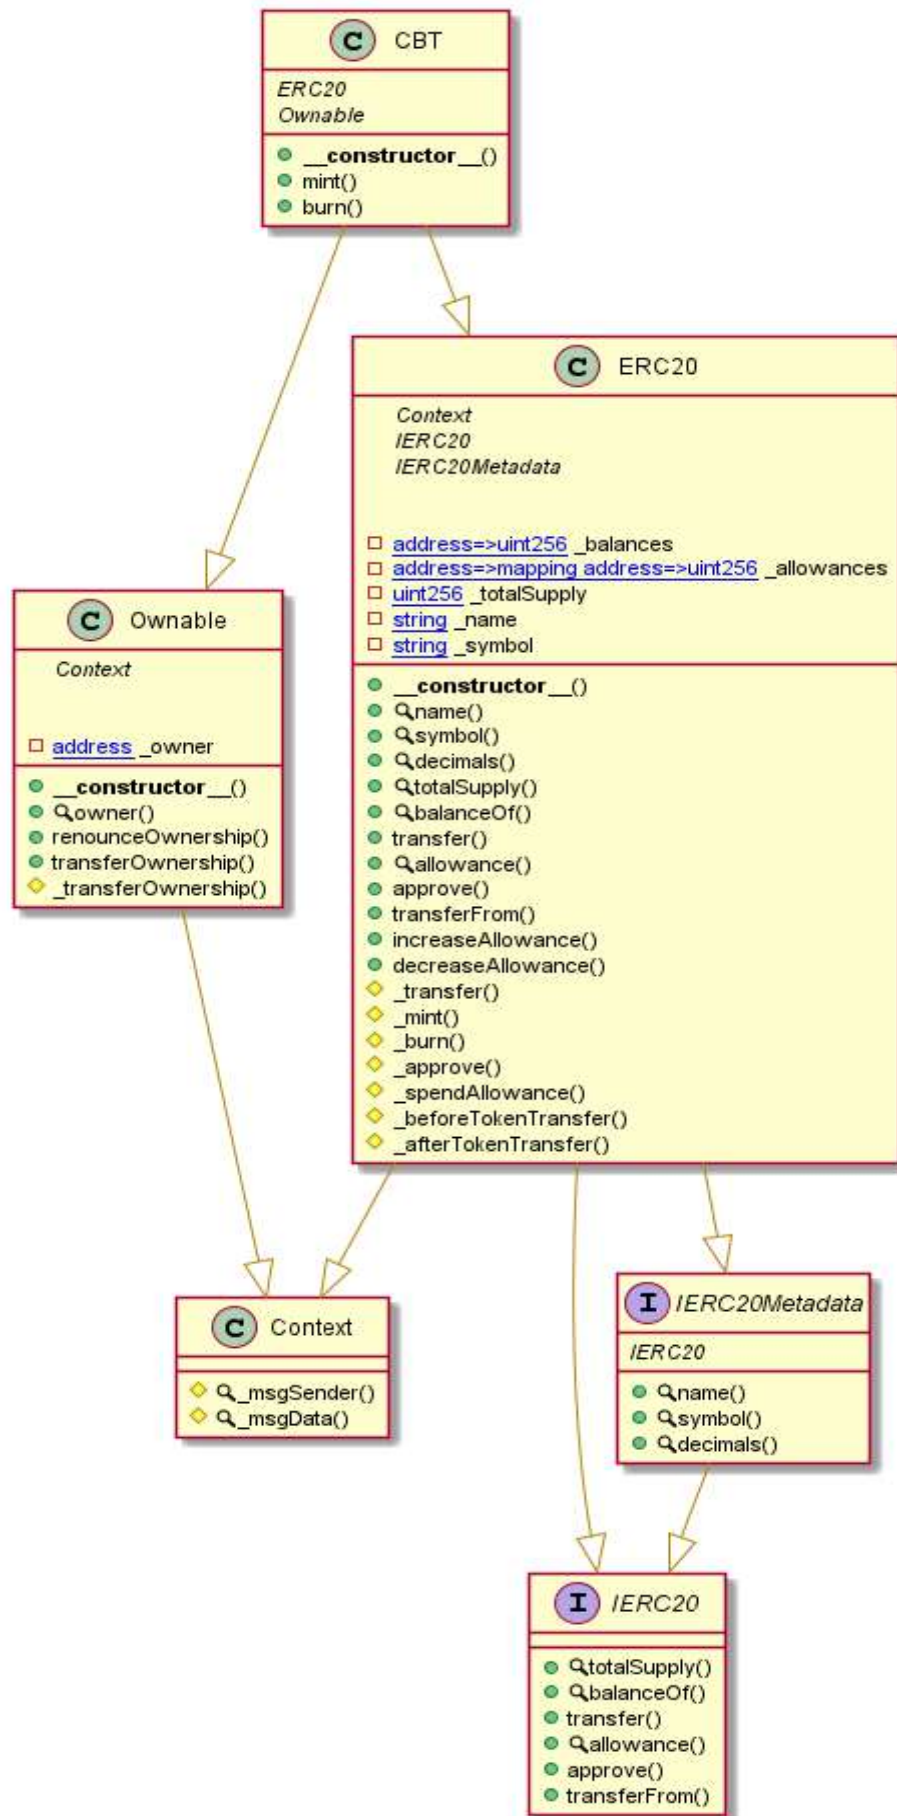 C CBT
ERC20
Ownable
__constructor__()
mint()
burn()
C ERC20
Context
IERC20
IERC20Metadata
address=>uint256 _balances
address=>mapping address=>uint256 _allowances
uint256 _totalSupply
string _name
string _symbol
__constructor__()
name()
symbol()
decimals()
totalSupply()
balanceOf()
transfer()
allowance()
approve()
transferFrom()
increaseAllowance()
decreaseAllowance()
_transfer()
_mint()
_burn()
_approve()
_spendAllowance()
_beforeTokenTransfer()
_afterTokenTransfer()
C Ownable
Context
address _owner
__constructor__()
owner()
renounceOwnership()
transferOwnership()
_transferOwnership()
C Context
_msgSender()
_msgData()
I IERC20Metadata
IERC20
name()
symbol()
decimals()
I IERC20
totalSupply()
balanceOf()
transfer()
allowance()
approve()
transferFrom()